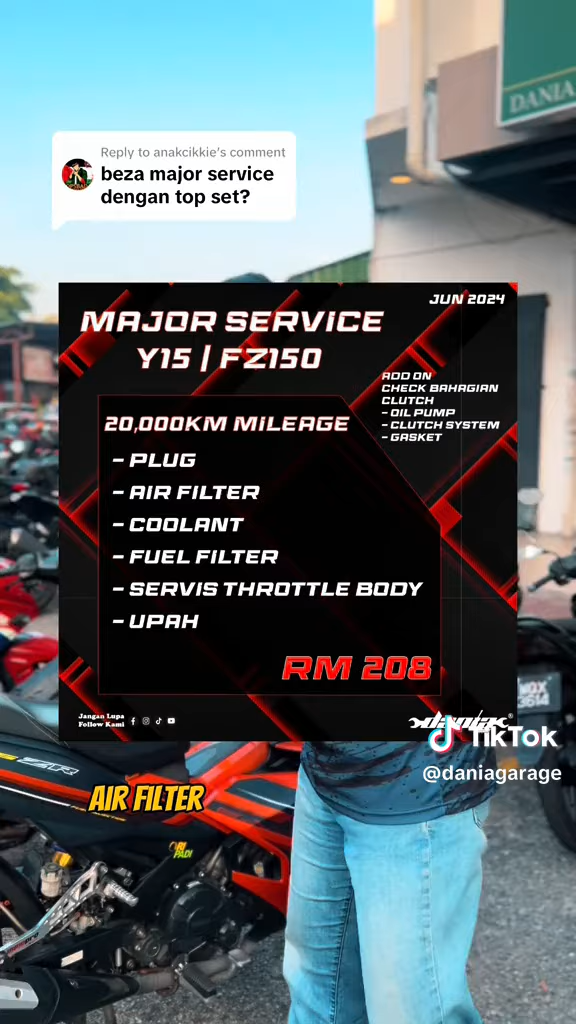 DANIA
Reply to anakcikkie's comment
beza major service
dengan top set?
JUN 2024
MAJOR SERVICE
Y15 | FZ150
ADD ON
CHECK BAHAGIAN
CLUTCH
- OIL PUMP
- CLUTCH SYSTEM
- GASKET
20,000KM MILEAGE
- PLUG
- AIR FILTER
- COOLANT
- FUEL FILTER
- SERVIS THROTTLE BODY
- UPAH
RM 208
Jangan Lupa
Follow Kami
dania
TikTok
@daniagarage
AIR FILTER